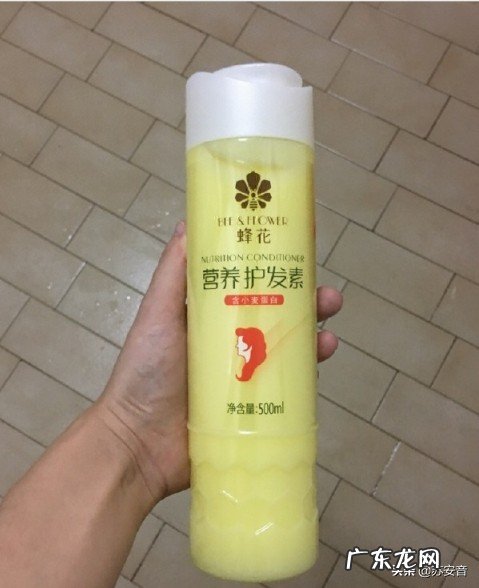 BEE & FLOWER
蜂花
NUTRITION CONDITIONER
营养护发素
含小麦蛋白
净含量:500ml
广东龙网
头条@苏安音